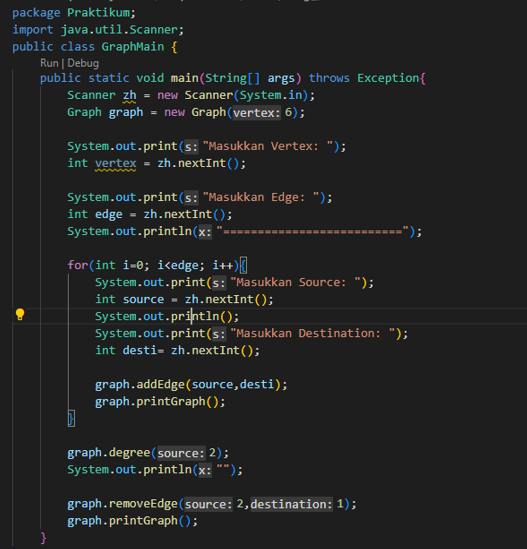 package Praktikum;
import java.util.Scanner;
public class GraphMain {
Run | Debug
public static void main(String[] args) throws Exception{
Scanner zh = new Scanner(System.in);
Graph graph = new Graph(vertex: 6);
System.out.print(s: "Masukkan Vertex: ");
int vertex = zh.nextInt();
System.out.print(s: "Masukkan Edge: ");
int edge = zh.nextInt();
System.out.println(x: "==========================");
for(int i=0; i<edge; i++){
System.out.print(s: "Masukkan Source: ");
int source = zh.nextInt();
System.out.println();
System.out.print(s: "Masukkan Destination: ");
int desti= zh.nextInt();
graph.addEdge(source,desti);
graph.printGraph();
}
graph.degree(source: 2);
System.out.println(x: "");
graph.removeEdge(source: 2,destination: 1);
graph.printGraph();
}